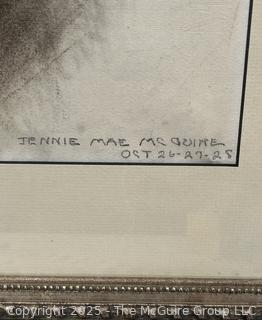 JENNIE MAE MCGUIRE
OCT 26-27-28
Copyright 2025 - The McGuire Group LLC